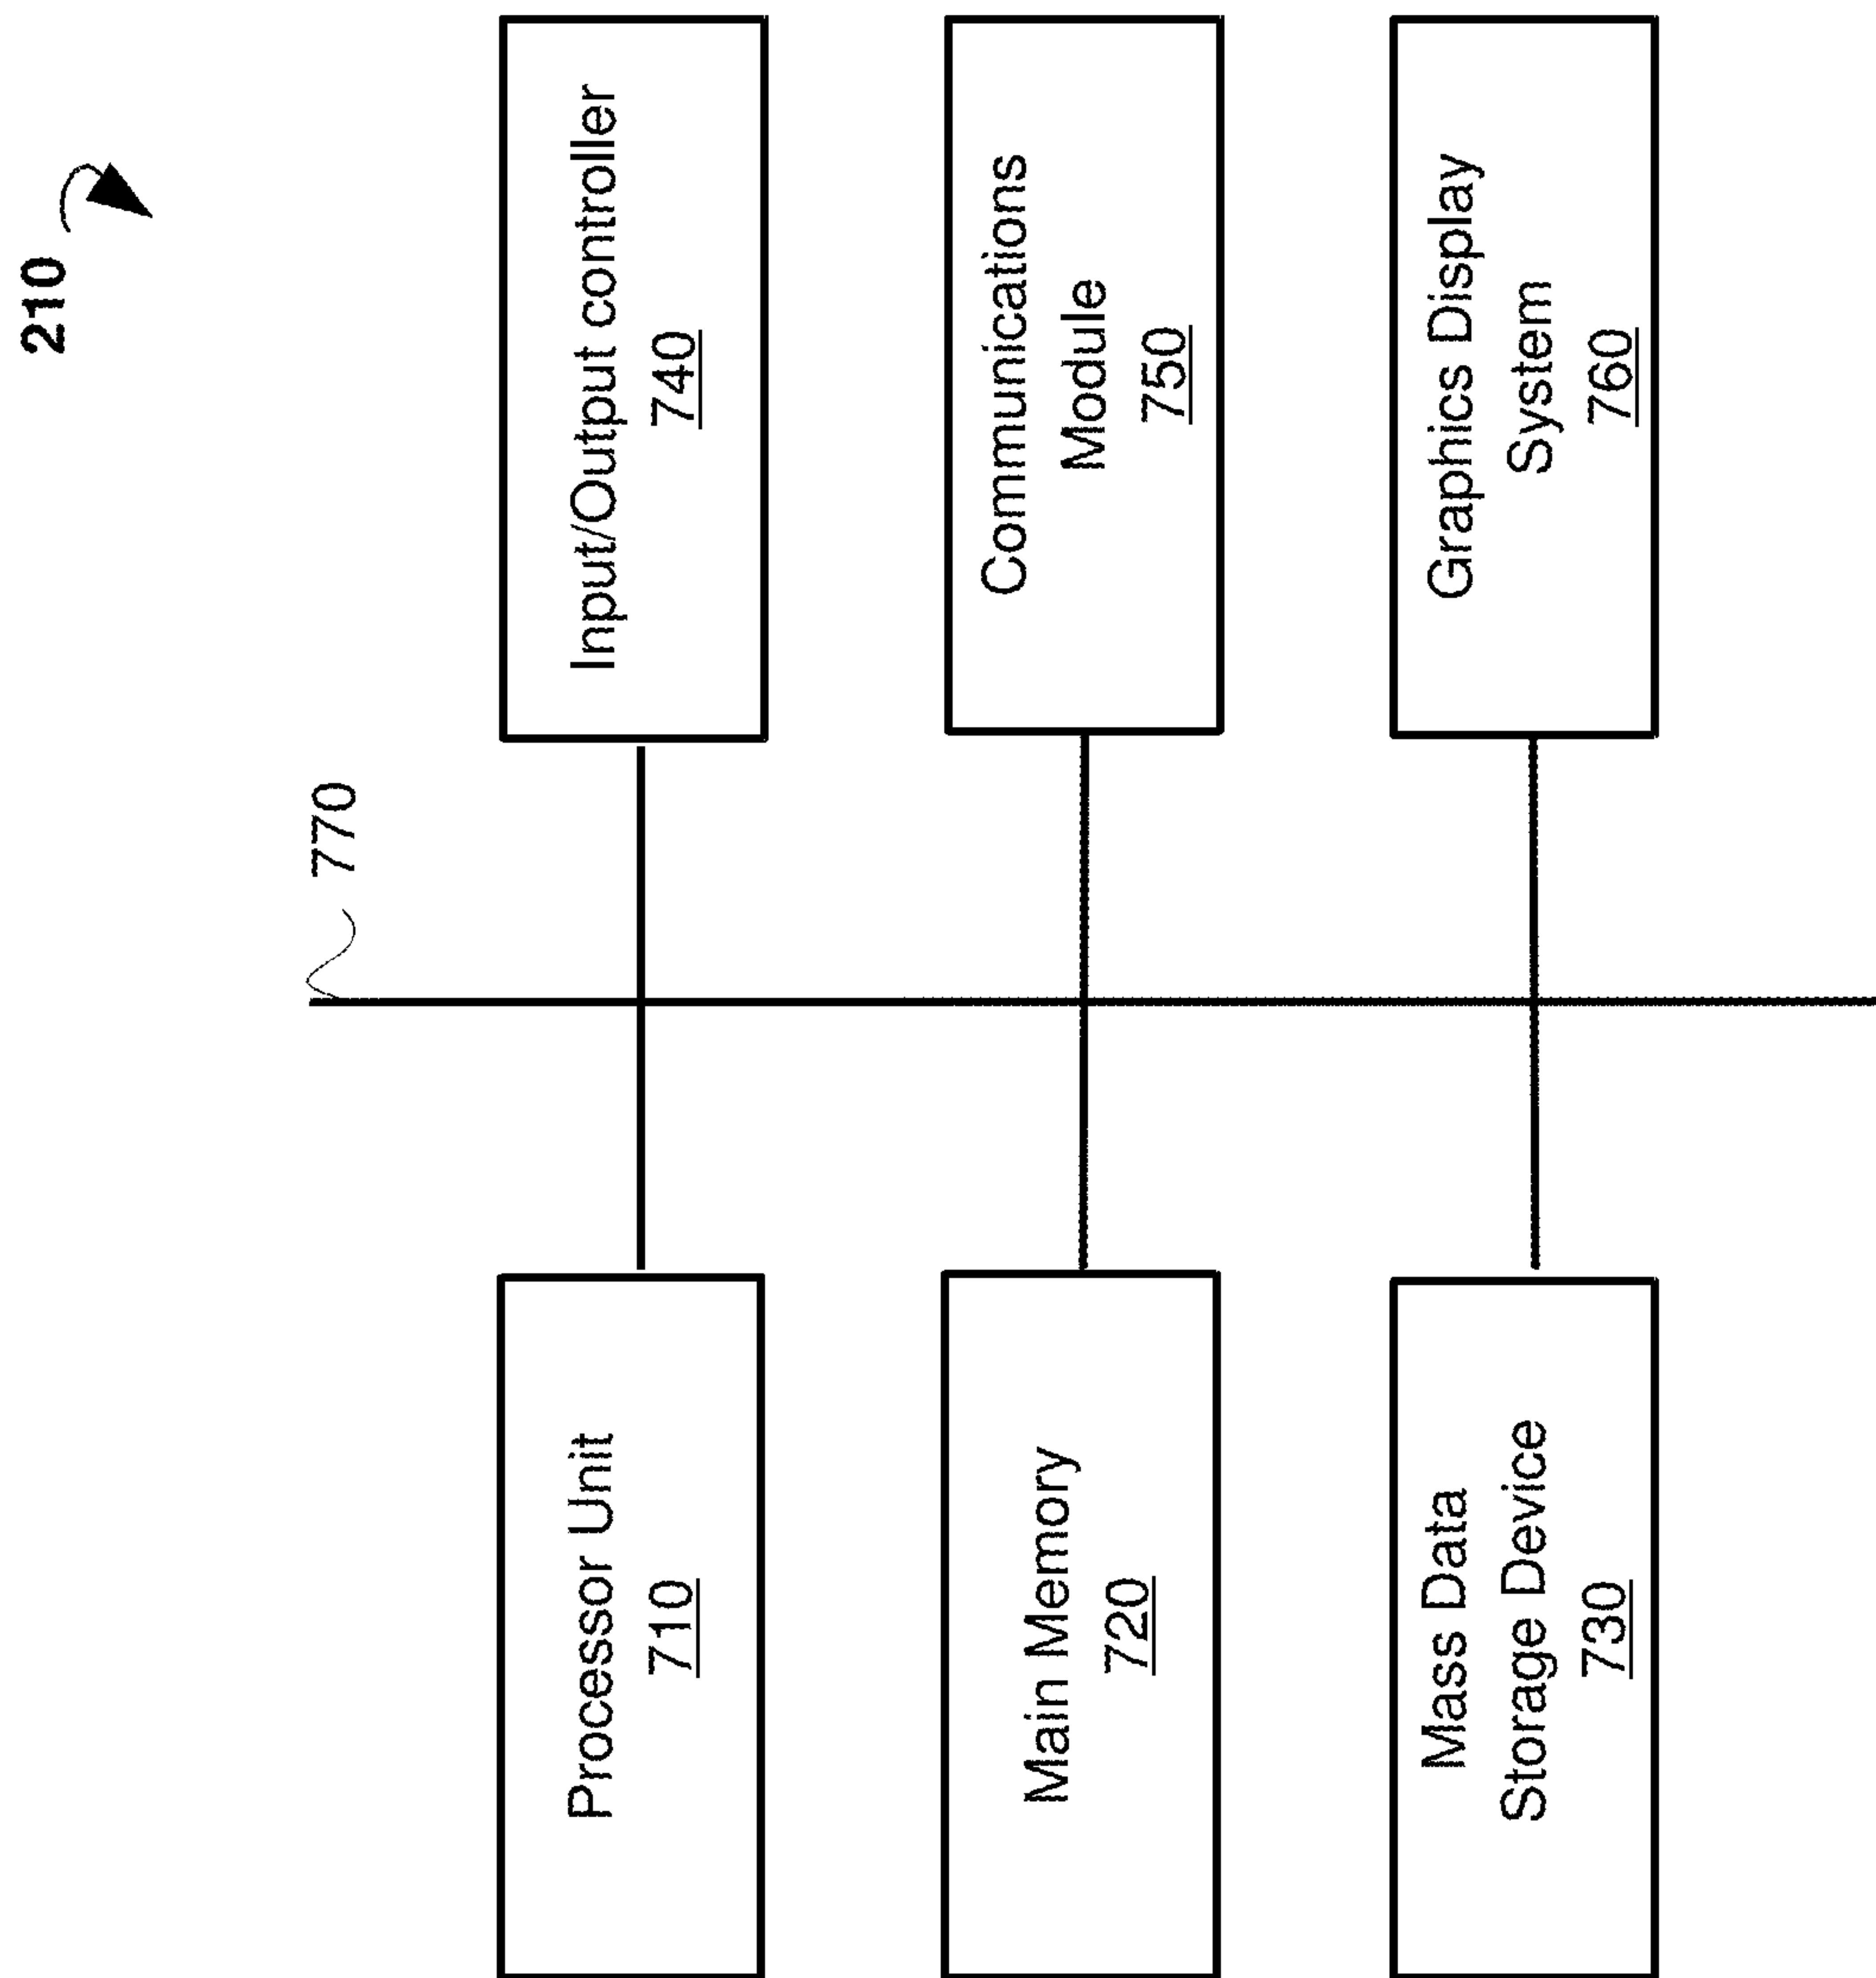 210
770
Processor Unit
710
Input/Output controller
740
Main Memory
720
Communications
Module
750
Mass Data
Storage Device
730
Graphics Display
System
760